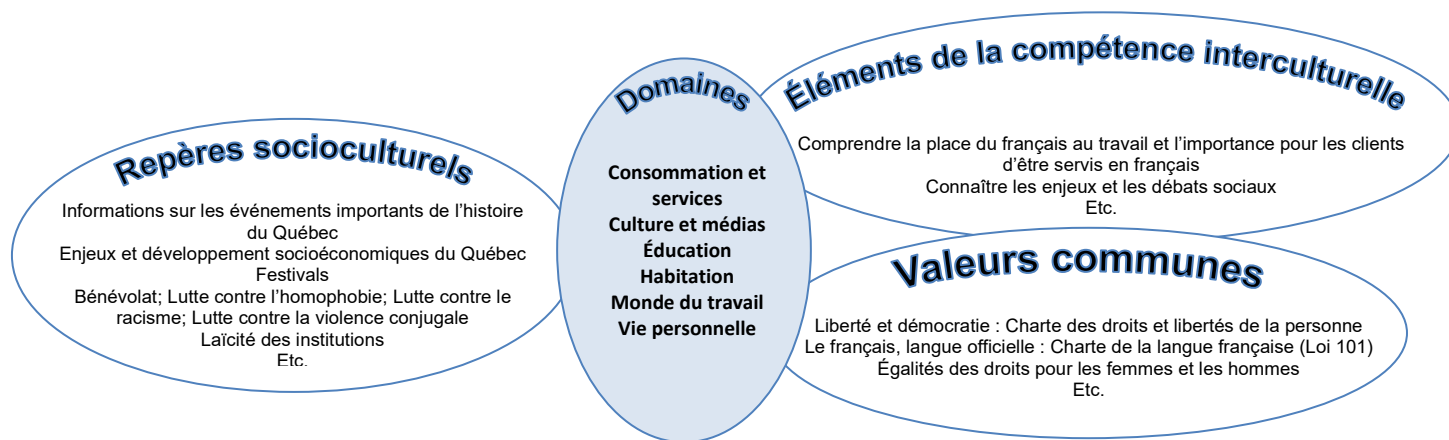 Repères socioculturels
Informations sur les événements importants de l'histoire
du Québec
Enjeux et développement socioéconomiques du Québec
Festivals
Bénévolat; Lutte contre l'homophobie; Lutte contre le
racisme; Lutte contre la violence conjugale
Laïcité des institutions
Etc.
Domaines
Consommation et
services
Culture et médias
Éducation
Habitation
Monde du travail
Vie personnelle
Éléments de la compétence interculturelle
Comprendre la place du français au travail et l'importance pour les clients
d'être servis en français
Connaître les enjeux et les débats sociaux
Etc.
Valeurs communes
Liberté et démocratie : Charte des droits et libertés de la personne
Le français, langue officielle : Charte de la langue française (Loi 101)
Égalités des droits pour les femmes et les hommes
Etc.